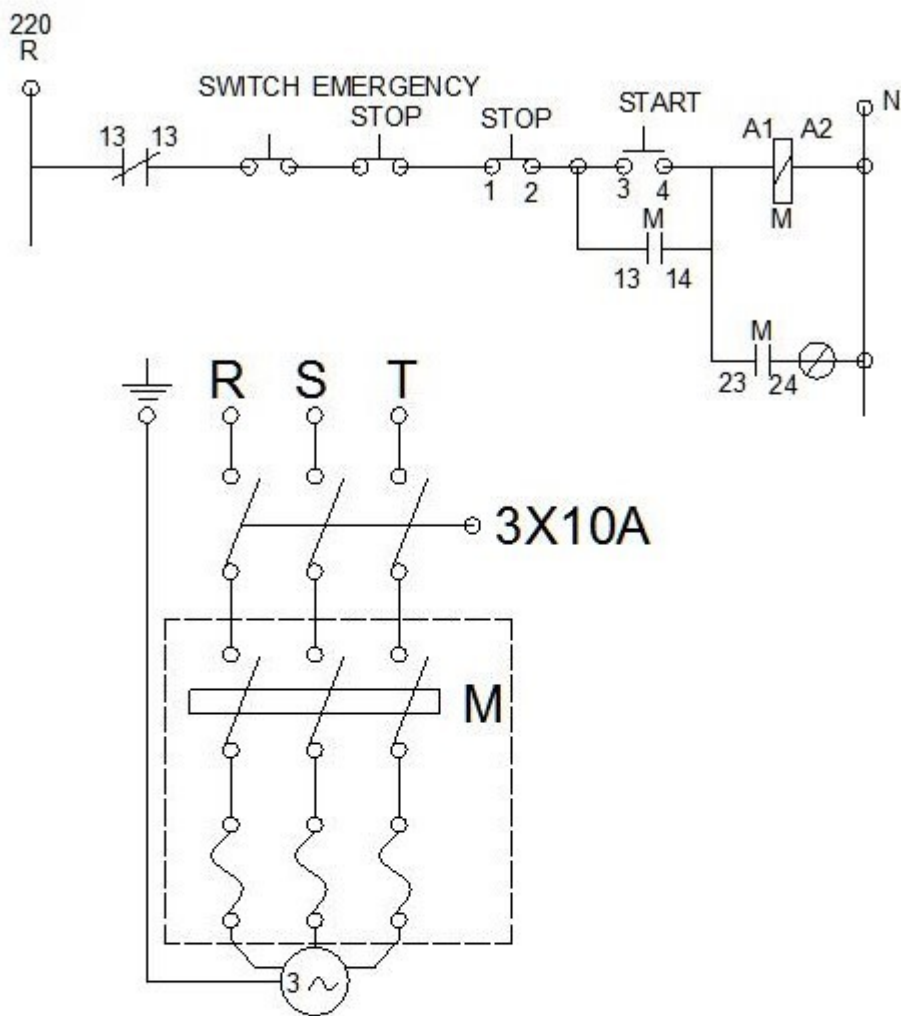 220
R
N
SWITCH EMERGENCY
STOP
STOP
START
A1 A2
13 13
1 2
3 4
M
M
13 14
M
23 24
R S T
3X10A
M
3